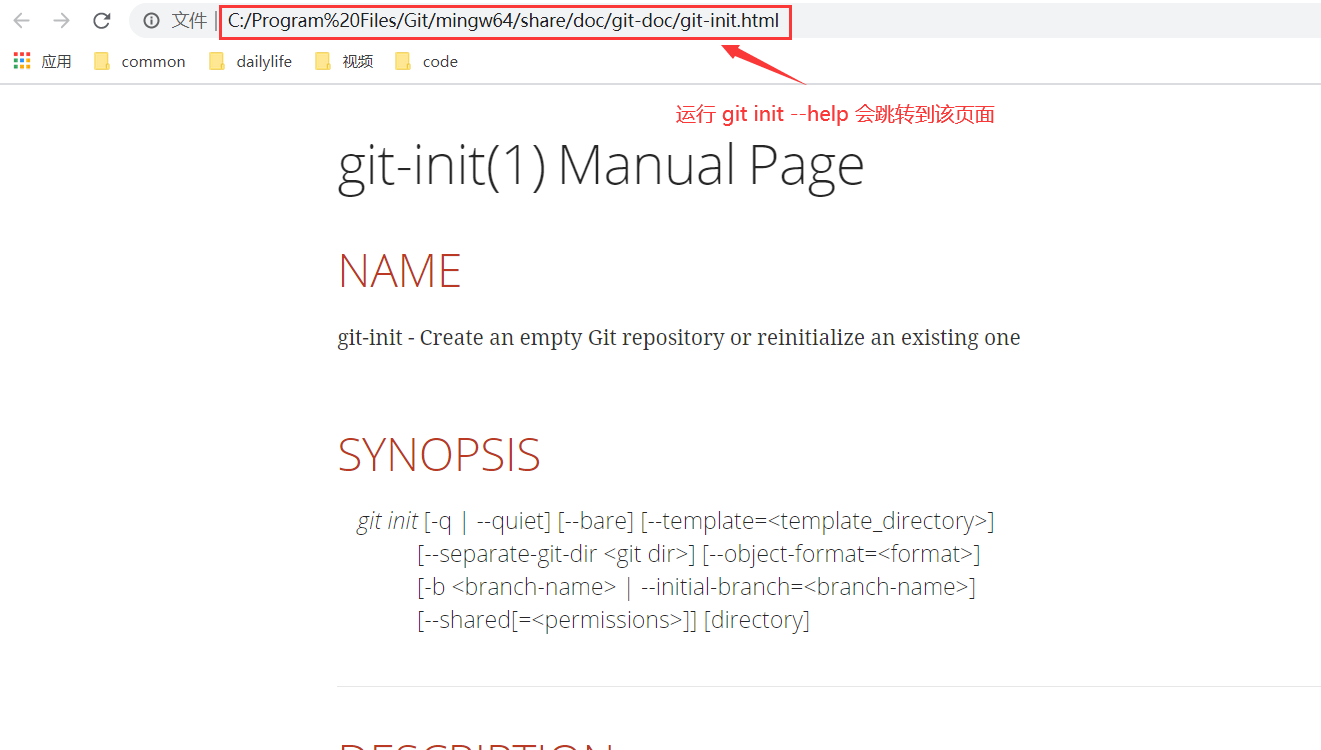 文件 | C:/Program%20Files/Git/mingw64/share/doc/git-doc/git-init.html
应用 common dailylife 视频 code
运行 git init --help 会跳转到该页面
git-init(1) Manual Page
NAME
git-init - Create an empty Git repository or reinitialize an existing one
SYNOPSIS
git init [-q | --quiet] [--bare] [--template=<template_directory>]
[--separate-git-dir <git dir>] [--object-format=<format>]
[-b <branch-name> | --initial-branch=<branch-name>]
[--shared[=<permissions>]] [directory]
DESCRIPTION